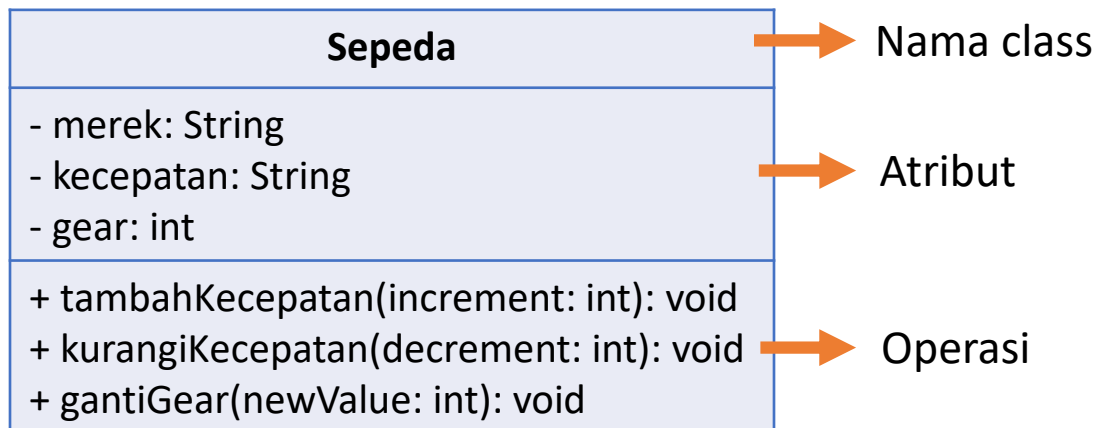 Sepeda
Nama class
- merek: String
- kecepatan: String
- gear: int
Atribut
+ tambahKecepatan(increment: int): void
+ kurangiKecepatan(decrement: int): void
+ gantiGear(newValue: int): void
Operasi